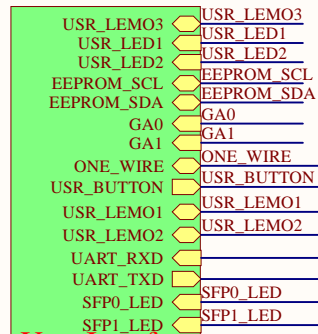 USR_LEMO3 USR_LEMO3
USR_LED1 USR_LED1
USR_LED2 USR_LED2
EEPROM_SCL EEPROM_SCL
EEPROM_SDA EEPROM_SDA
GA0 GA0
GA1 GA1
ONE_WIRE ONE_WIRE
USR_BUTTON USR_BUTTON
USR_LEMO1 USR_LEMO1
USR_LEMO2 USR_LEMO2
UART_RXD
UART_TXD
SFP0_LED SFP0_LED
SFP1_LED SFP1_LED